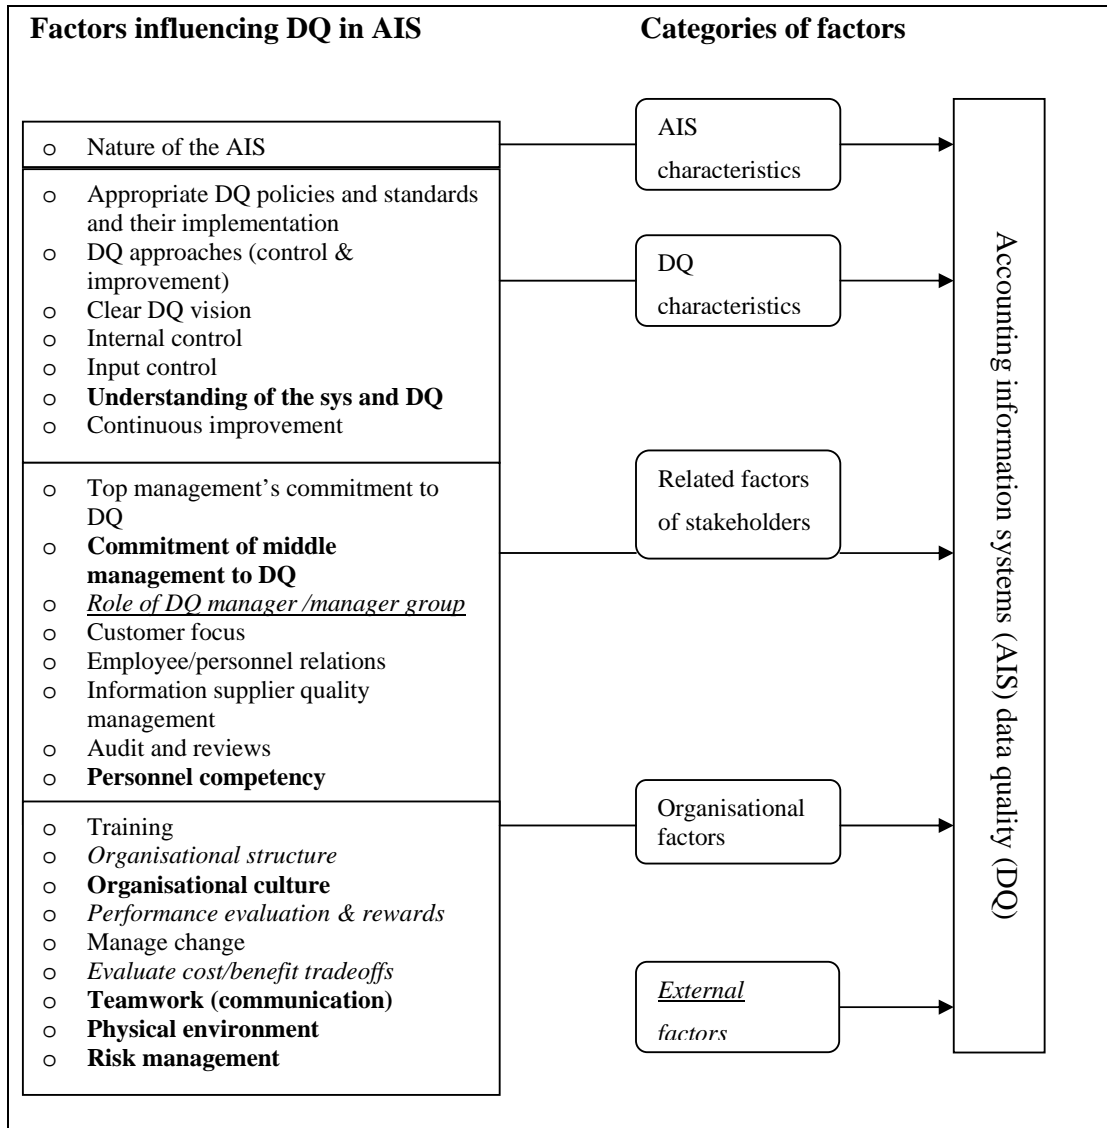 Factors influencing DQ in AIS
Categories of factors
o Nature of the AIS
o Appropriate DQ policies and standards
and their implementation
o DQ approaches (control &
improvement)
o Clear DQ vision
o Internal control
o Input control
o Understanding of the sys and DQ
o Continuous improvement
o Top management’s commitment to
DQ
o Commitment of middle
management to DQ
o Role of DQ manager /manager group
o Customer focus
o Employee/personnel relations
o Information supplier quality
management
o Audit and reviews
o Personnel competency
o Training
o Organisational structure
o Organisational culture
o Performance evaluation & rewards
o Manage change
o Evaluate cost/benefit tradeoffs
o Teamwork (communication)
o Physical environment
o Risk management
AIS
characteristics
DQ
characteristics
Related factors
of stakeholders
Organisational
factors
External
factors
Accounting information systems (AIS) data quality (DQ)